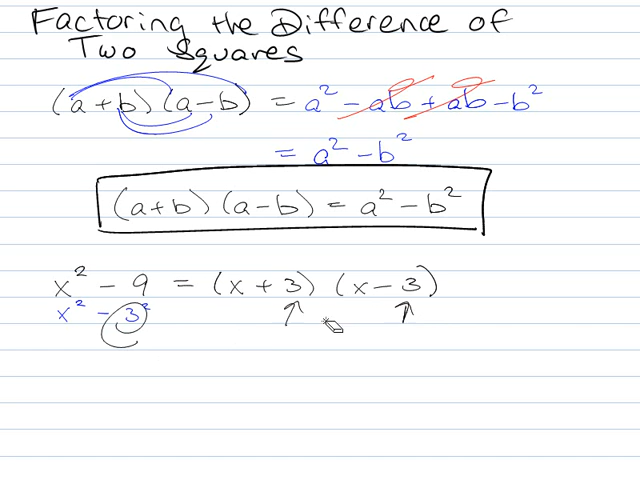 Factoring the Difference of
Two Squares
(a+b)(a-b) = a² - ab + ab - b²
= a² - b²
(a+b)(a-b) = a² - b²
x² - 9 = (x + 3)(x - 3)
x² - 3²